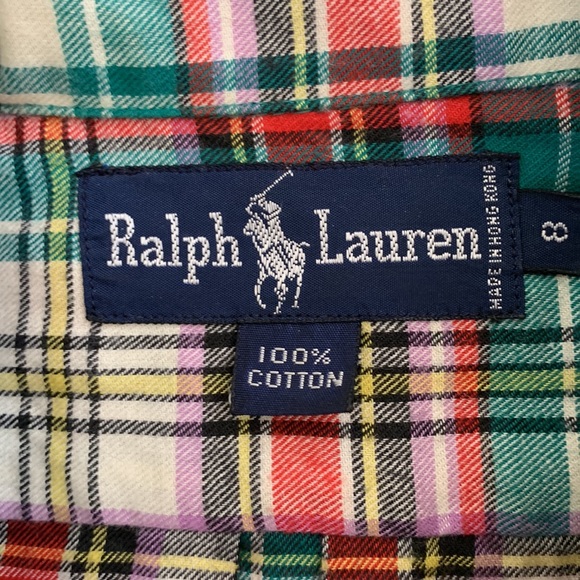 Ralph Lauren
MADE IN HONG KONG
8
100%
COTTON